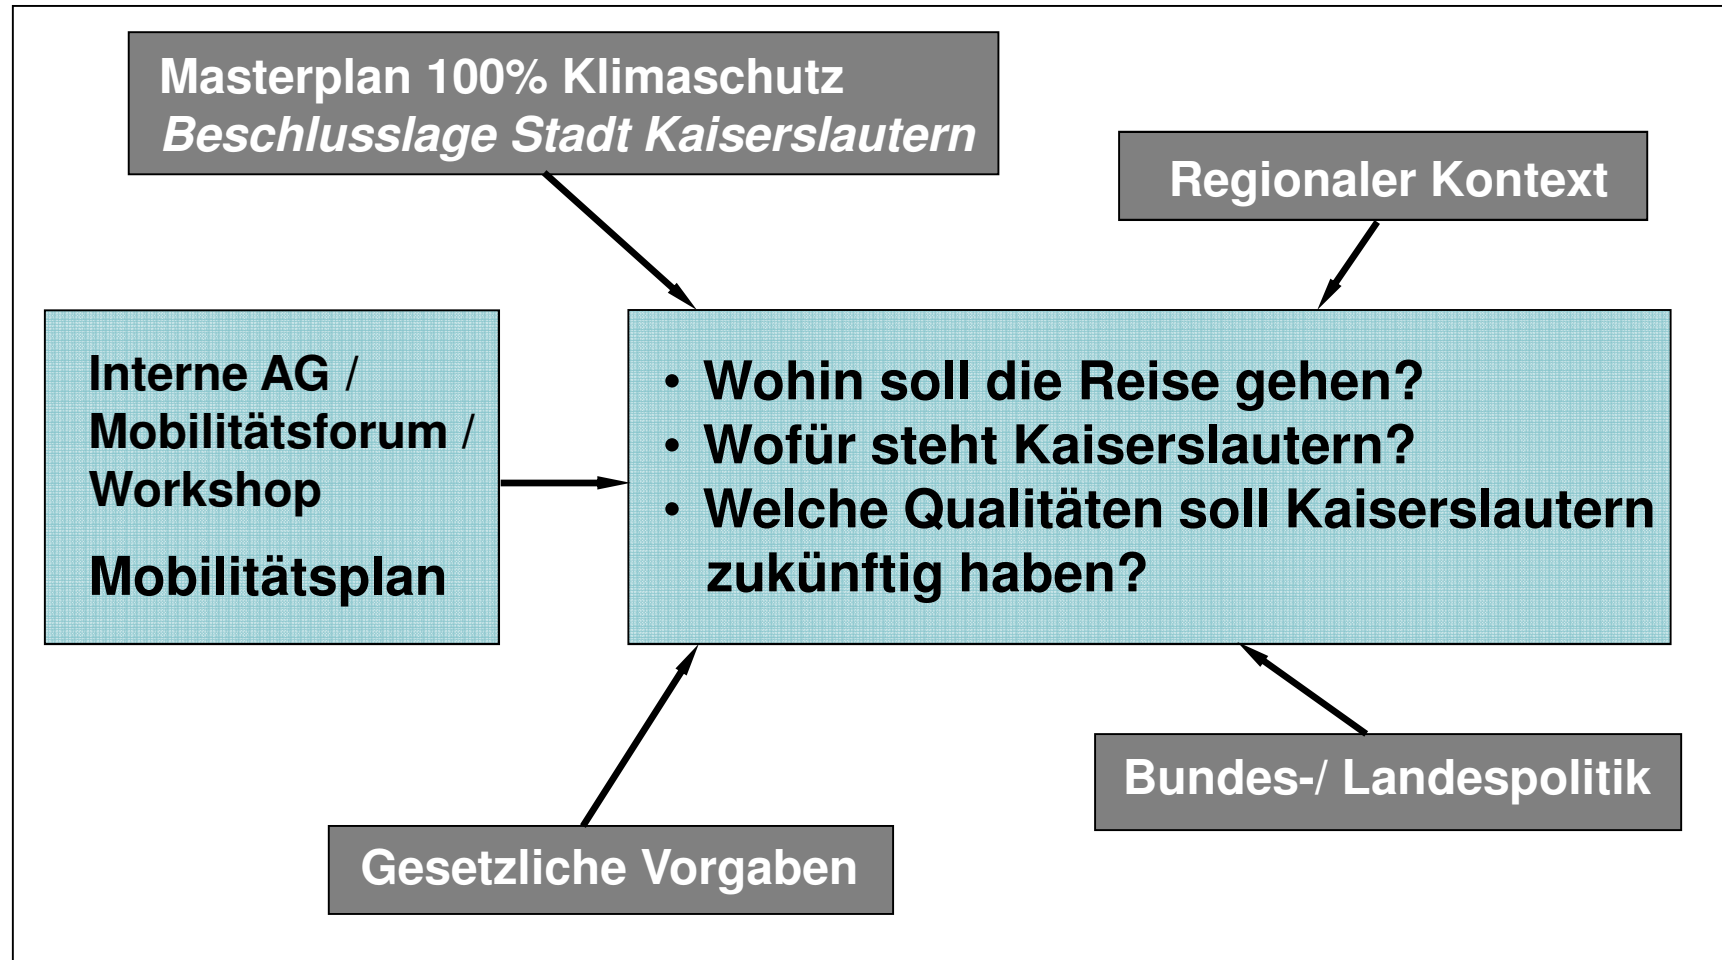 Masterplan 100% Klimaschutz
Beschlusslage Stadt Kaiserslautern
Regionaler Kontext
Interne AG /
Mobilitätsforum /
Workshop
Mobilitätsplan
• Wohin soll die Reise gehen?
• Wofür steht Kaiserslautern?
• Welche Qualitäten soll Kaiserslautern
zukünftig haben?
Bundes-/ Landespolitik
Gesetzliche Vorgaben